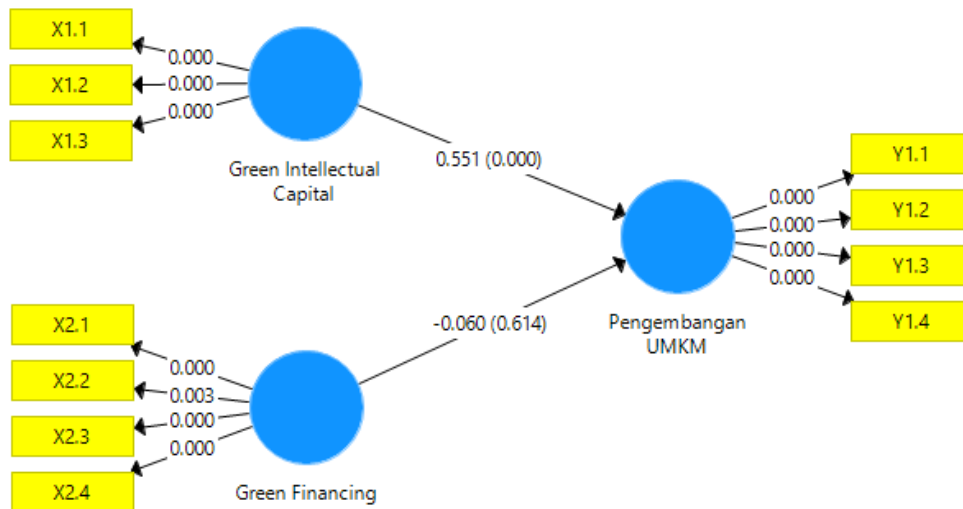 X1.1
0.000
X1.2
0.000
X1.3
0.000
Green Intellectual
Capital
0.551 (0.000)
Y1.1
0.000
Y1.2
0.000
Y1.3
0.000
Y1.4
0.000
Pengembangan
UMKM
-0.060 (0.614)
X2.1
0.000
X2.2
0.003
X2.3
0.000
X2.4
0.000
Green Financing